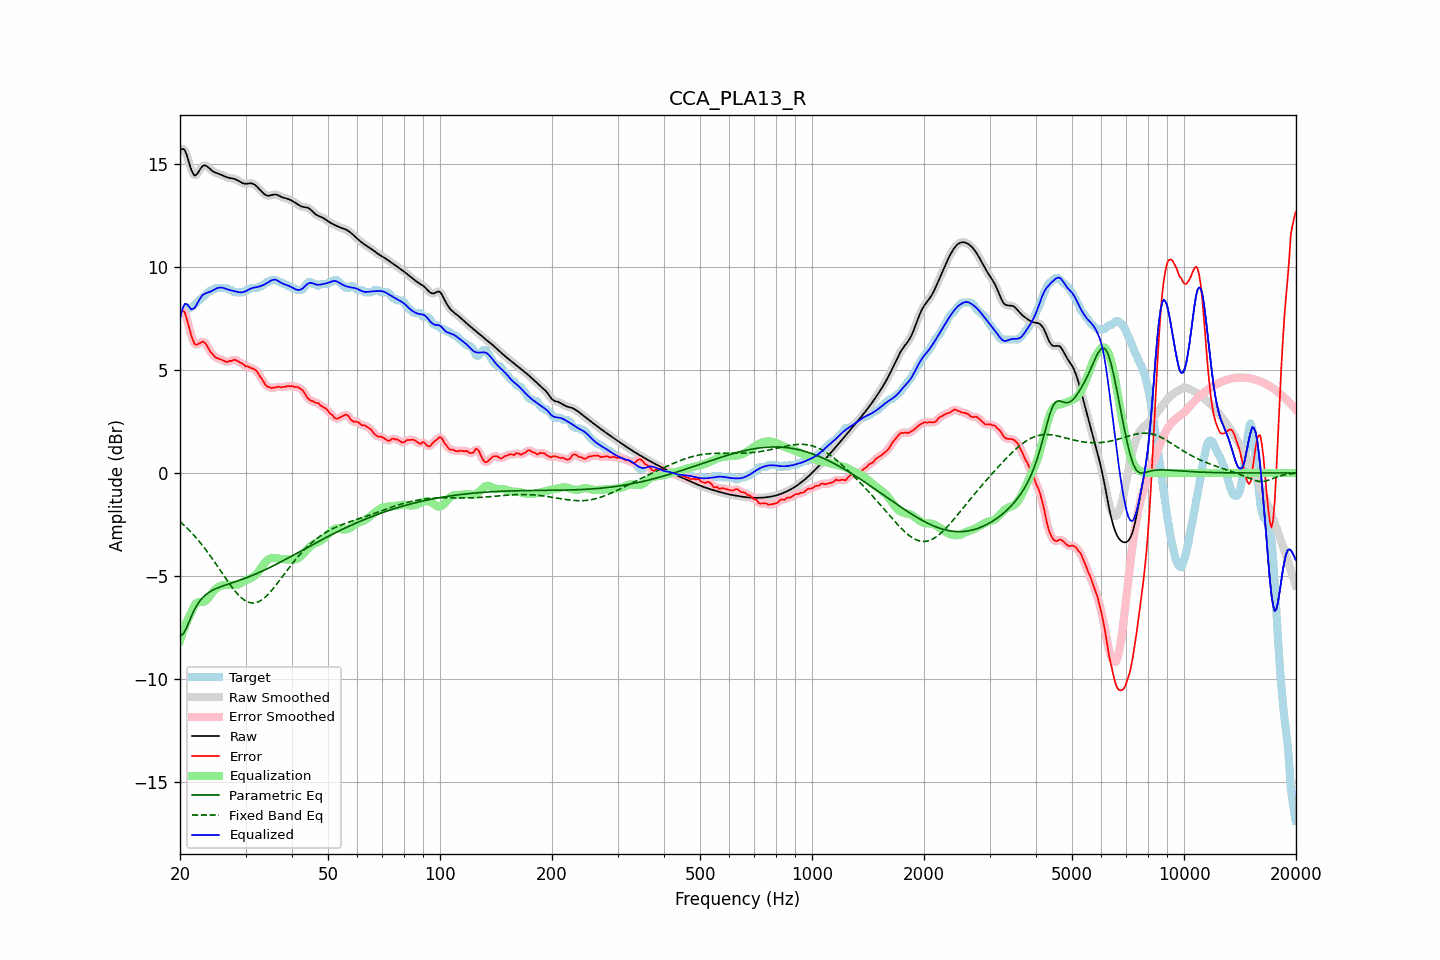 CCA_PLA13_R
Amplitude (dBr)
15
10
5
0
−5
−10
−15
Target
Raw Smoothed
Error Smoothed
Raw
Error
Equalization
Parametric Eq
Fixed Band Eq
Equalized
20 50 100 200 500 1000 2000 5000 10000 20000
Frequency (Hz)